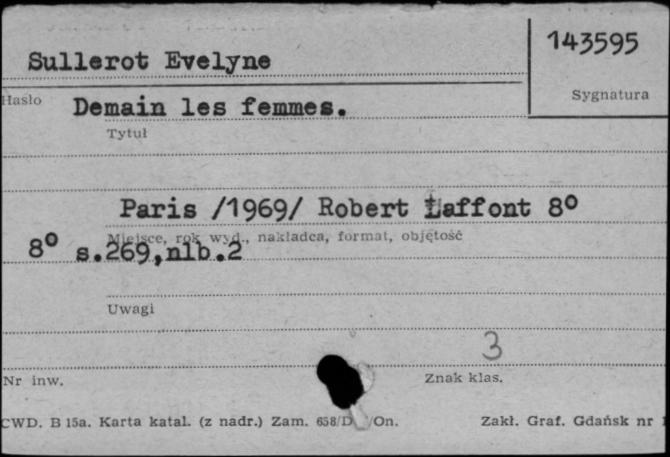 143595
Sullerot Evelyne
Hasło
Sygnatura
Demain les femmes.
Tytuł
Paris /1969/ Robert Laffont 8º
Miejsce, rok wyd., nakładca, format, objętość
8º s.269,nlb.2
Uwagi
3
Nr inw.
Znak klas.
CWD. B 15a. Karta katal. (z nadr.) Zam. 658/D /On. Zakł. Graf. Gdańsk nr